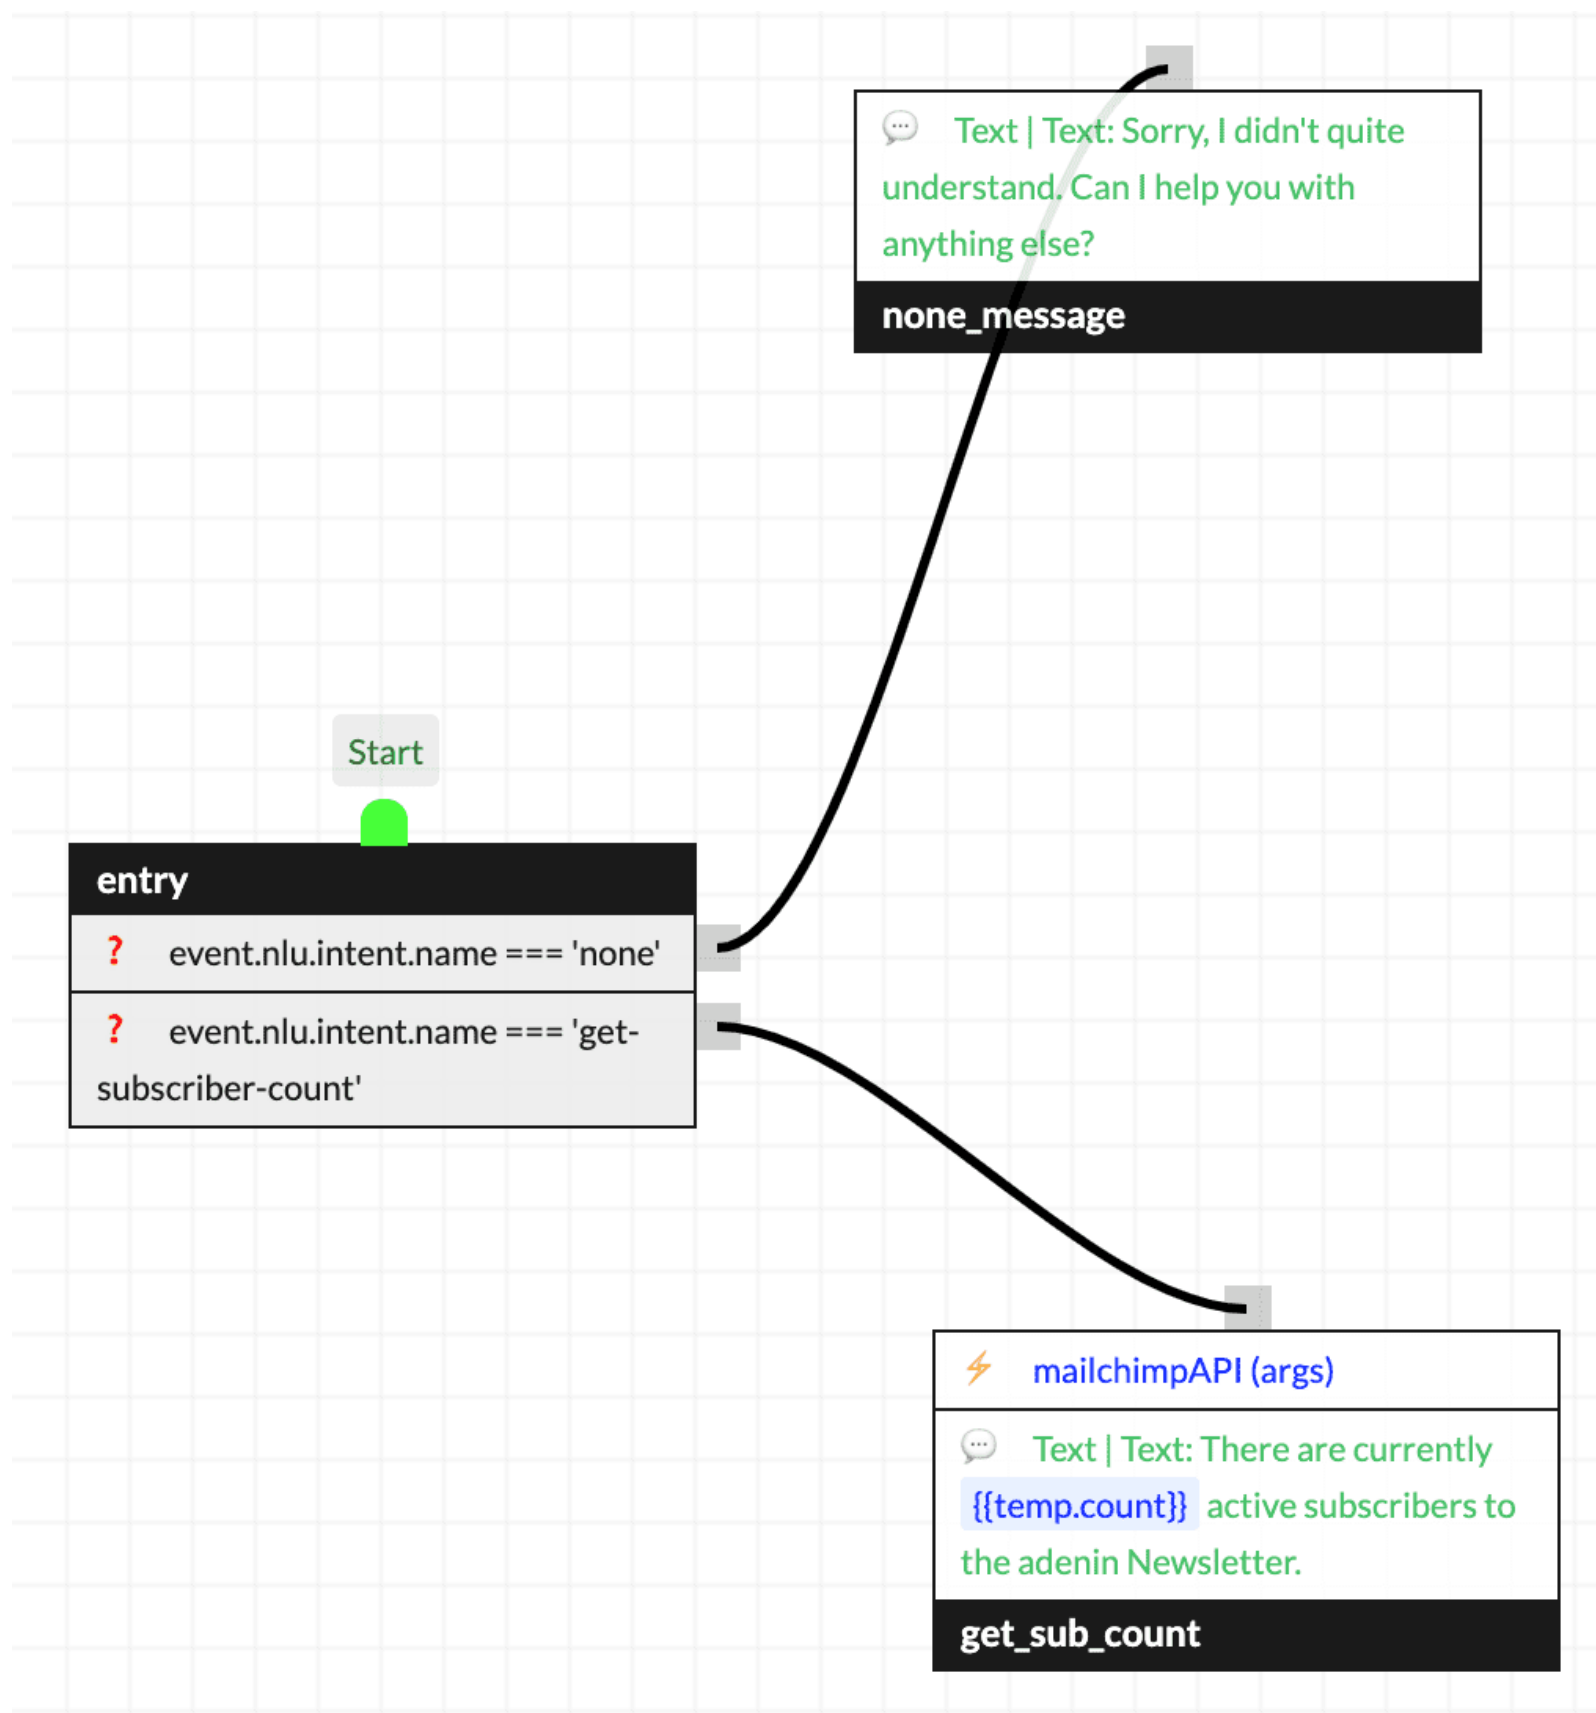 Text | Text: Sorry, I didn't quite
understand. Can I help you with
anything else?
none_message
Start
entry
? event.nlu.intent.name === 'none'
? event.nlu.intent.name === 'get-
subscriber-count'
mailchimpAPI (args)
Text | Text: There are currently
{{temp.count}} active subscribers to
the adenin Newsletter.
get_sub_count